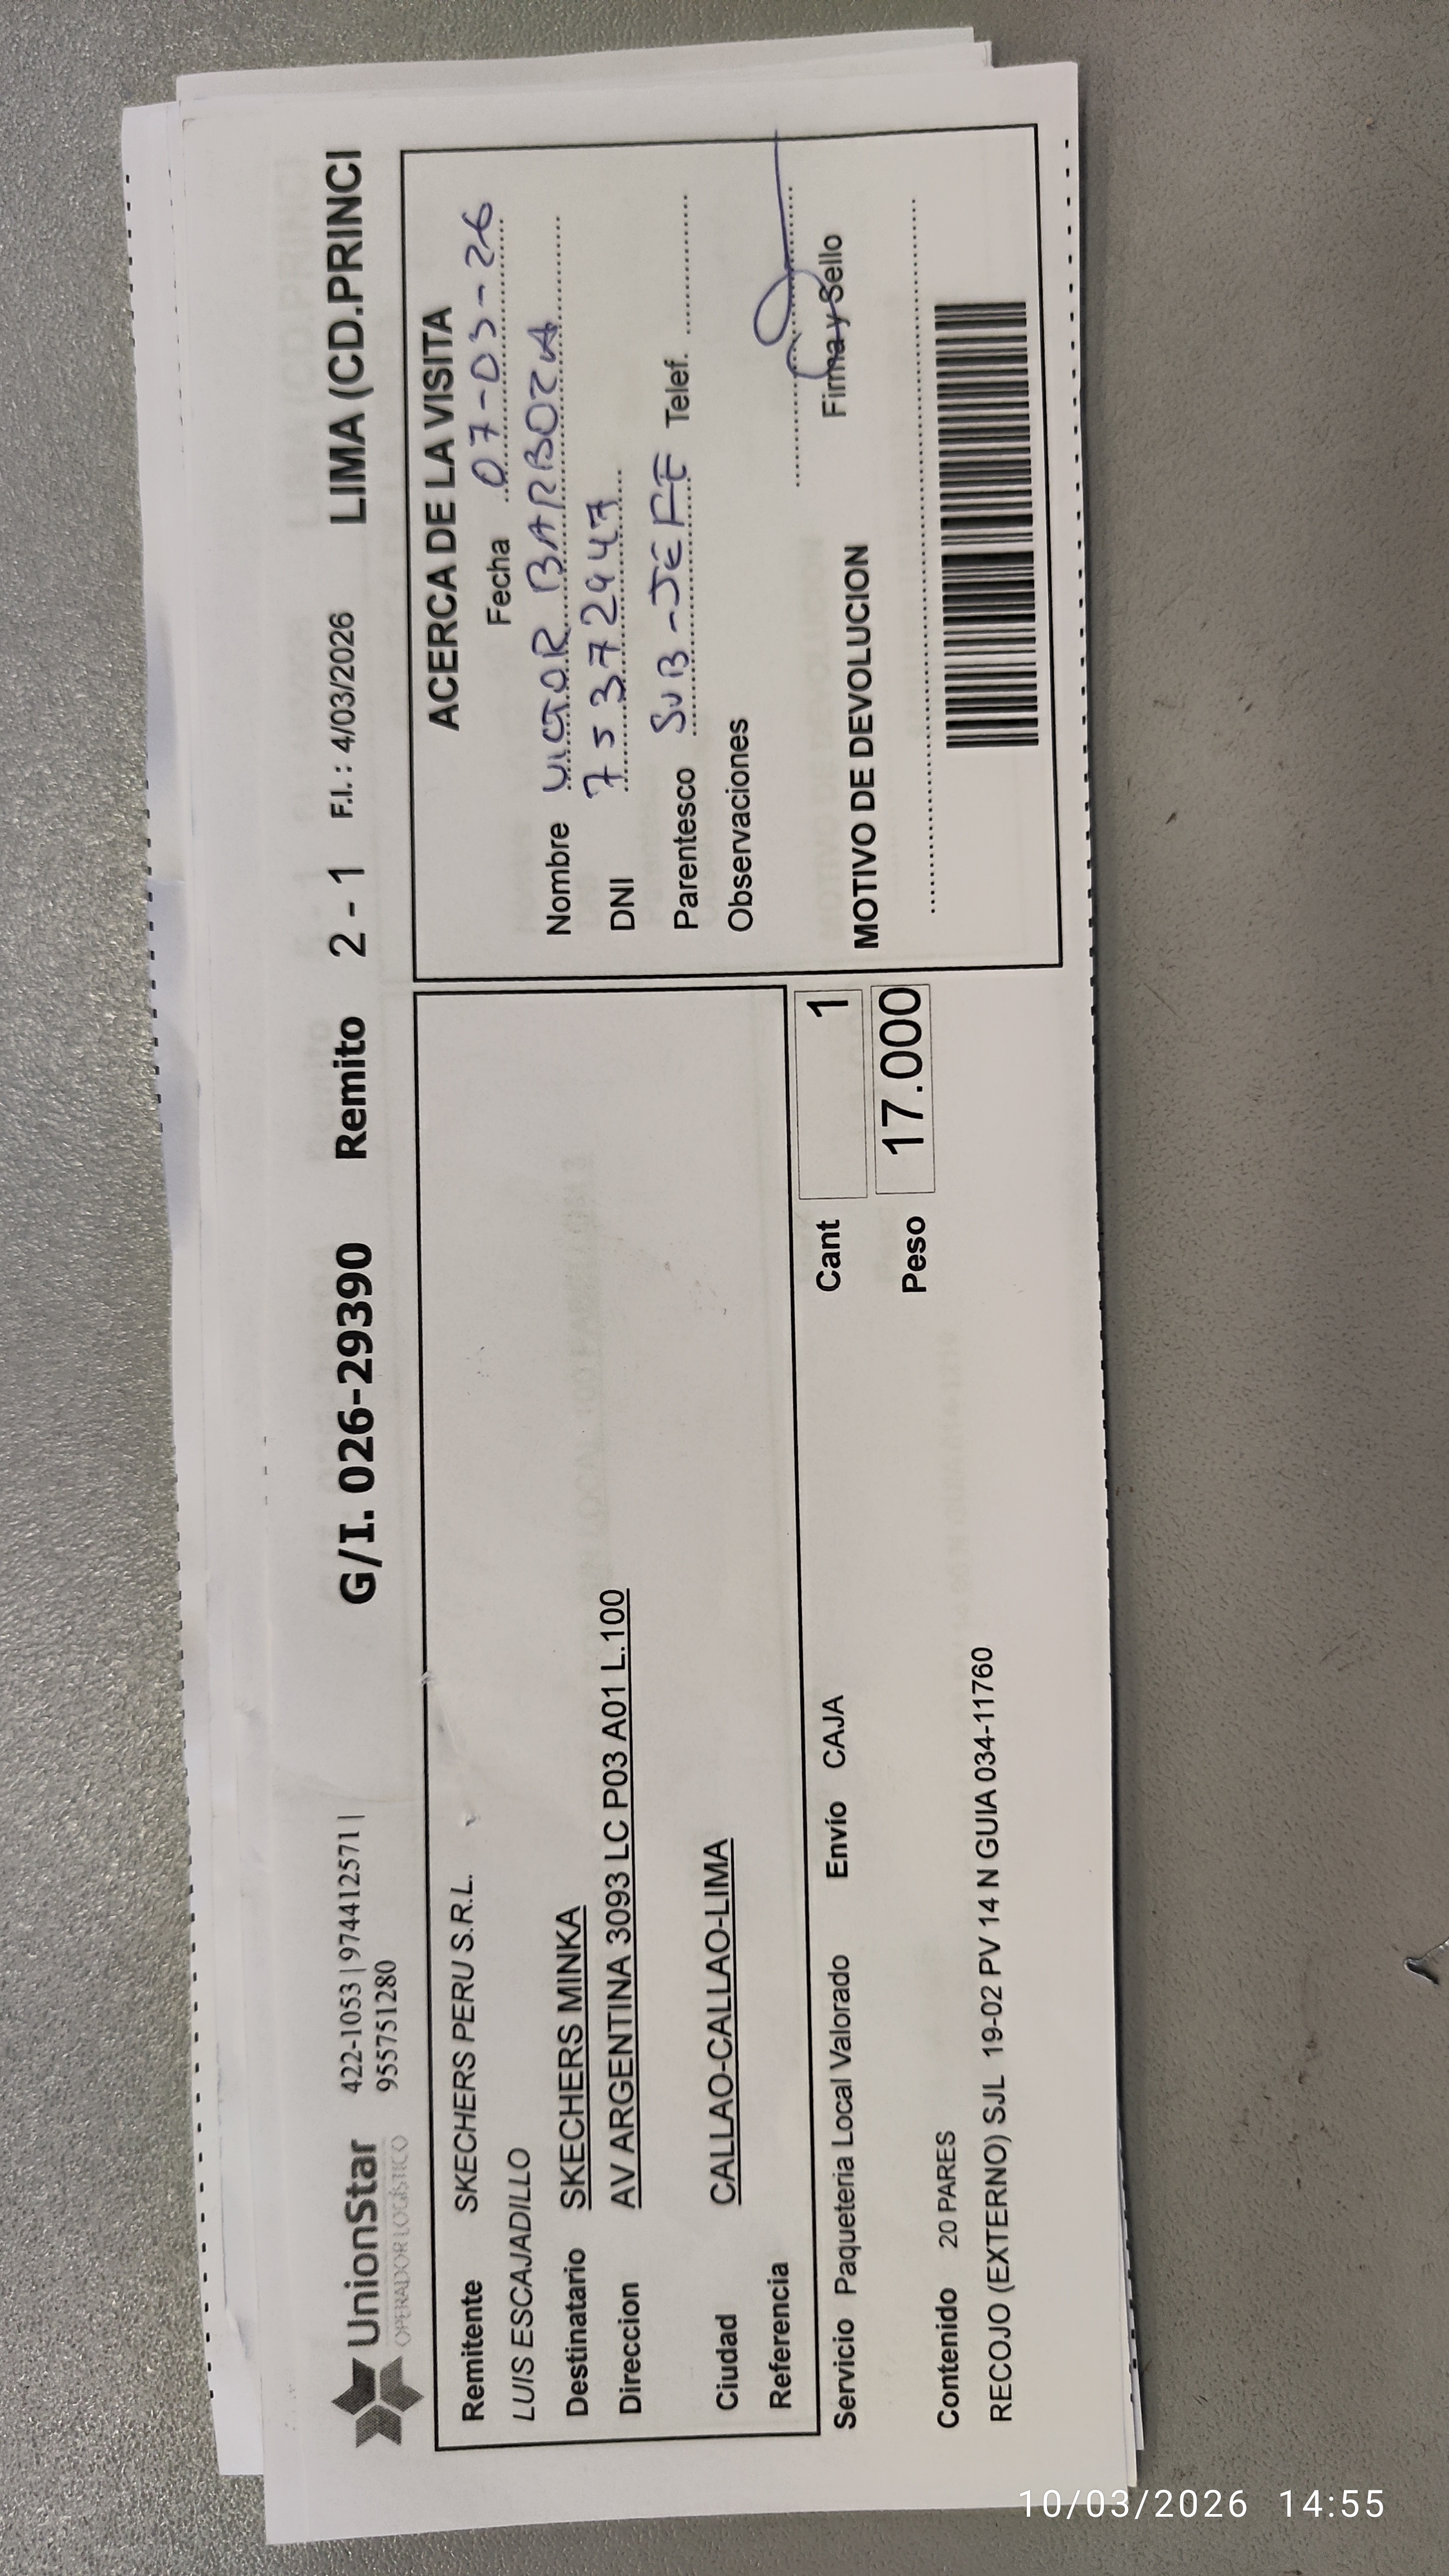 UnionStar
OPERADOR LOGÍSTICO
422-1053 | 974412571 |
955751280
G/I. 026-29390 Remito 2 - 1 F.I. : 4/03/2026 LIMA (CD.PRINCI
Remitente SKECHERS PERU S.R.L.
LUIS ESCAJADILLO
Destinatario SKECHERS MINKA
Direccion AV ARGENTINA 3093 LC P03 A01 L.100
Ciudad CALLAO-CALLAO-LIMA
Referencia
Servicio Paqueteria Local Valorado Envío CAJA Cant 1
Peso 17.000
Contenido 20 PARES
RECOJO (EXTERNO) SJL 19-02 PV 14 N GUIA 034-11760
ACERCA DE LA VISITA
Fecha 07-03-26
Nombre VICTOR BARBOZA
DNI 75372947
Parentesco SUB-JEFE Telef.
Observaciones
Firma y Sello
MOTIVO DE DEVOLUCION
10/03/2026 14:55